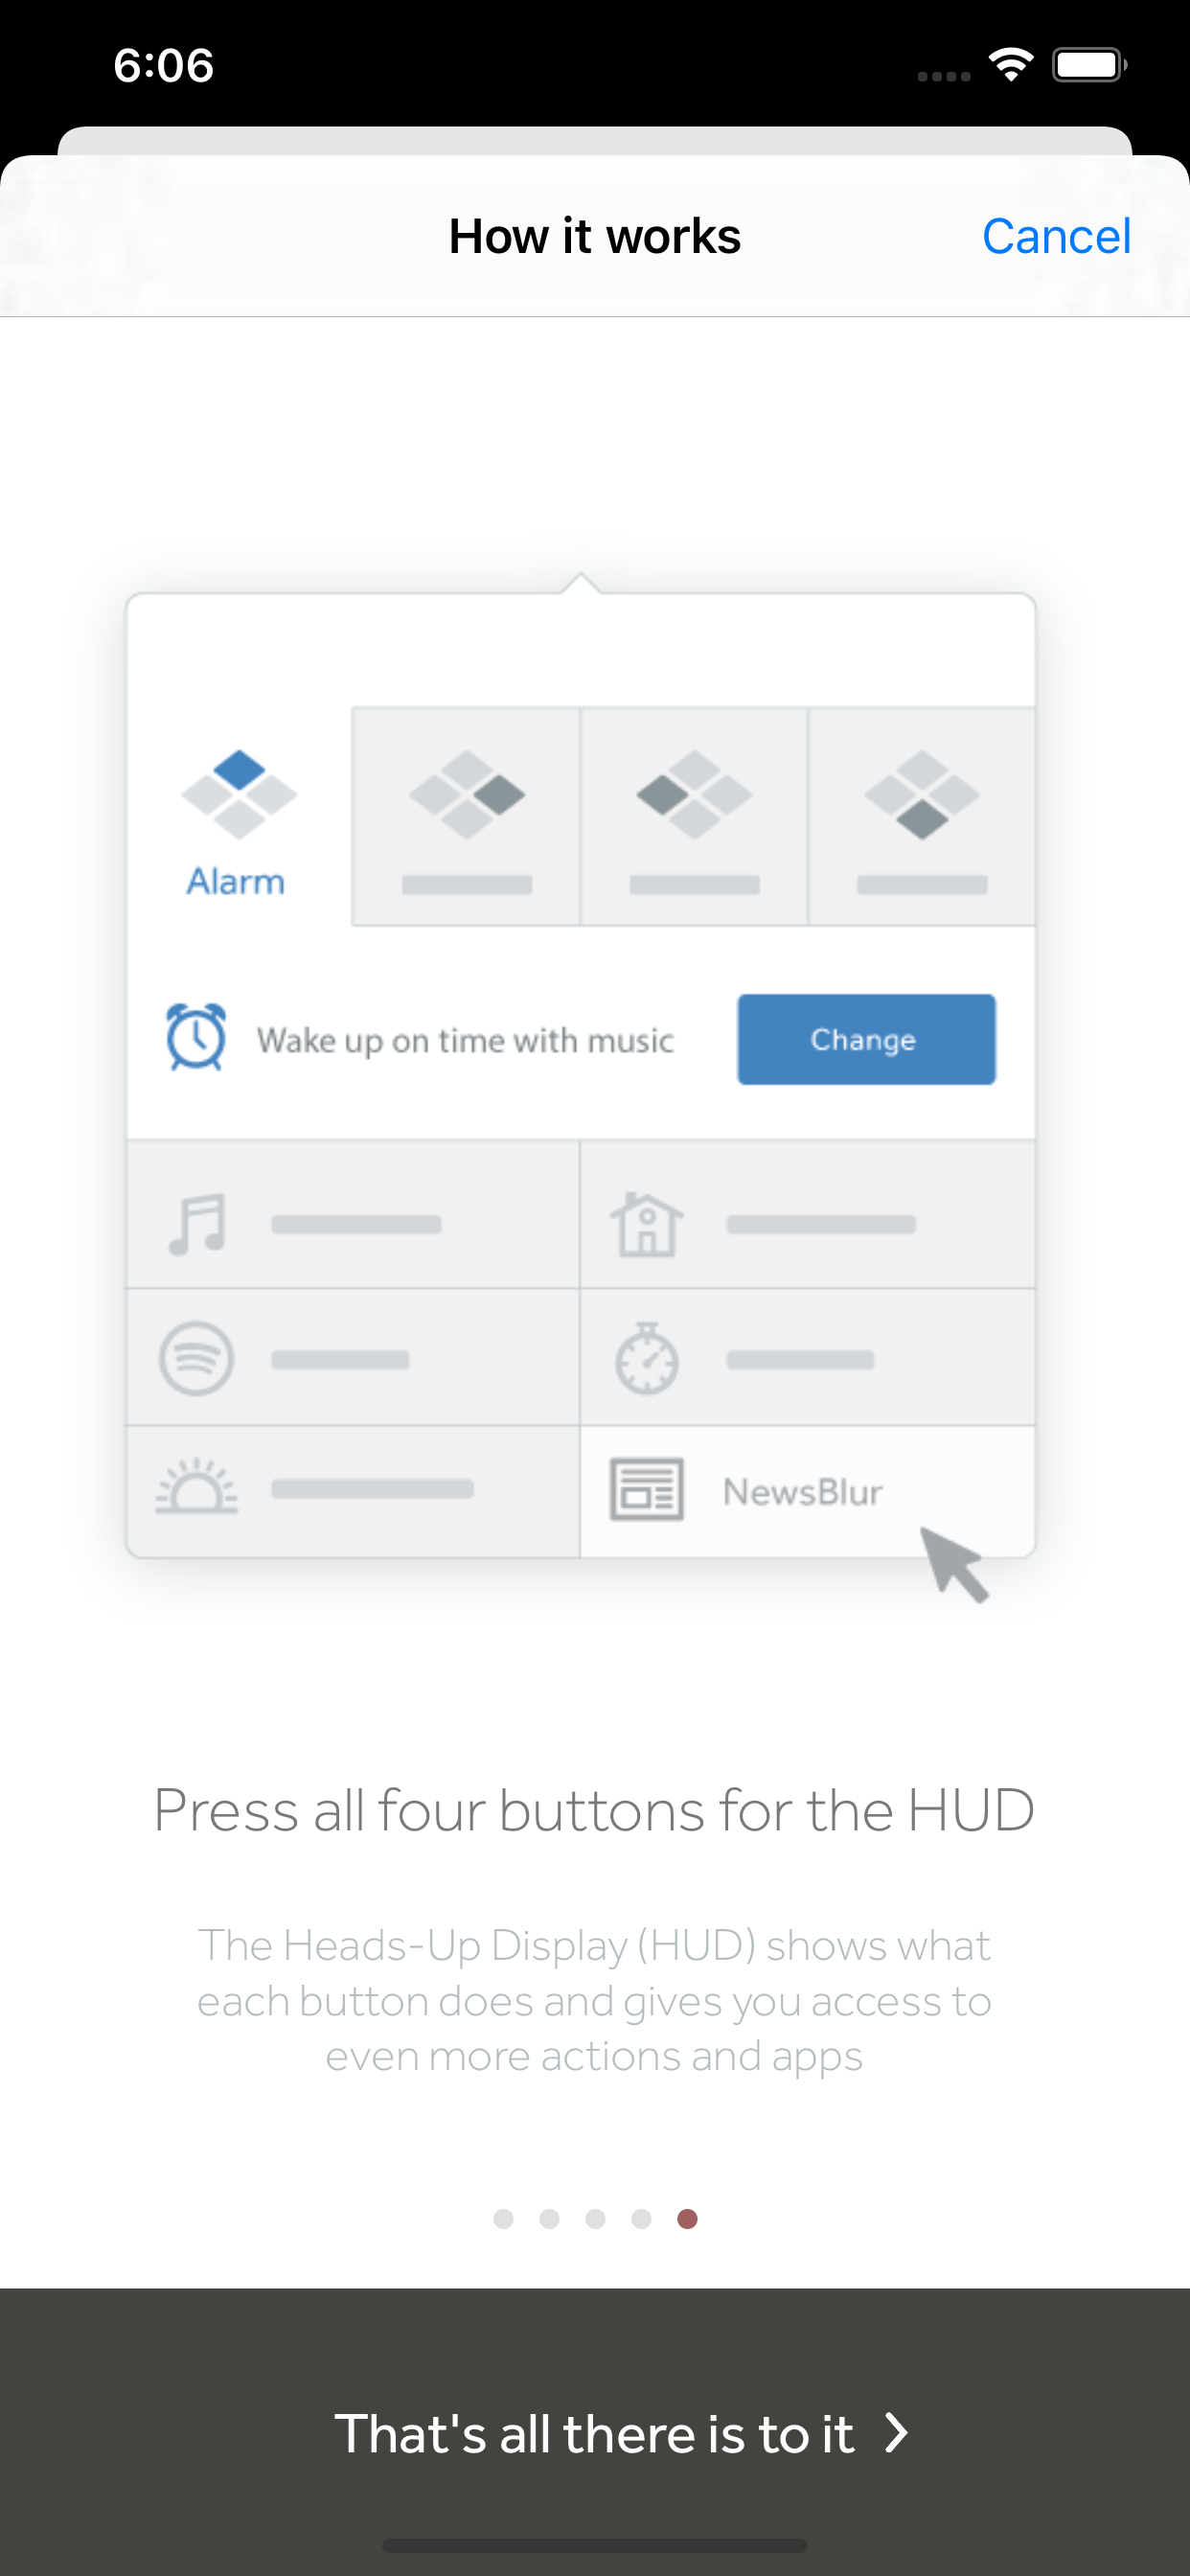 6:06
How it works
Cancel
Alarm
Wake up on time with music
Change
NewsBlur
Press all four buttons for the HUD
The Heads-Up Display (HUD) shows what
each button does and gives you access to
even more actions and apps
That's all there is to it